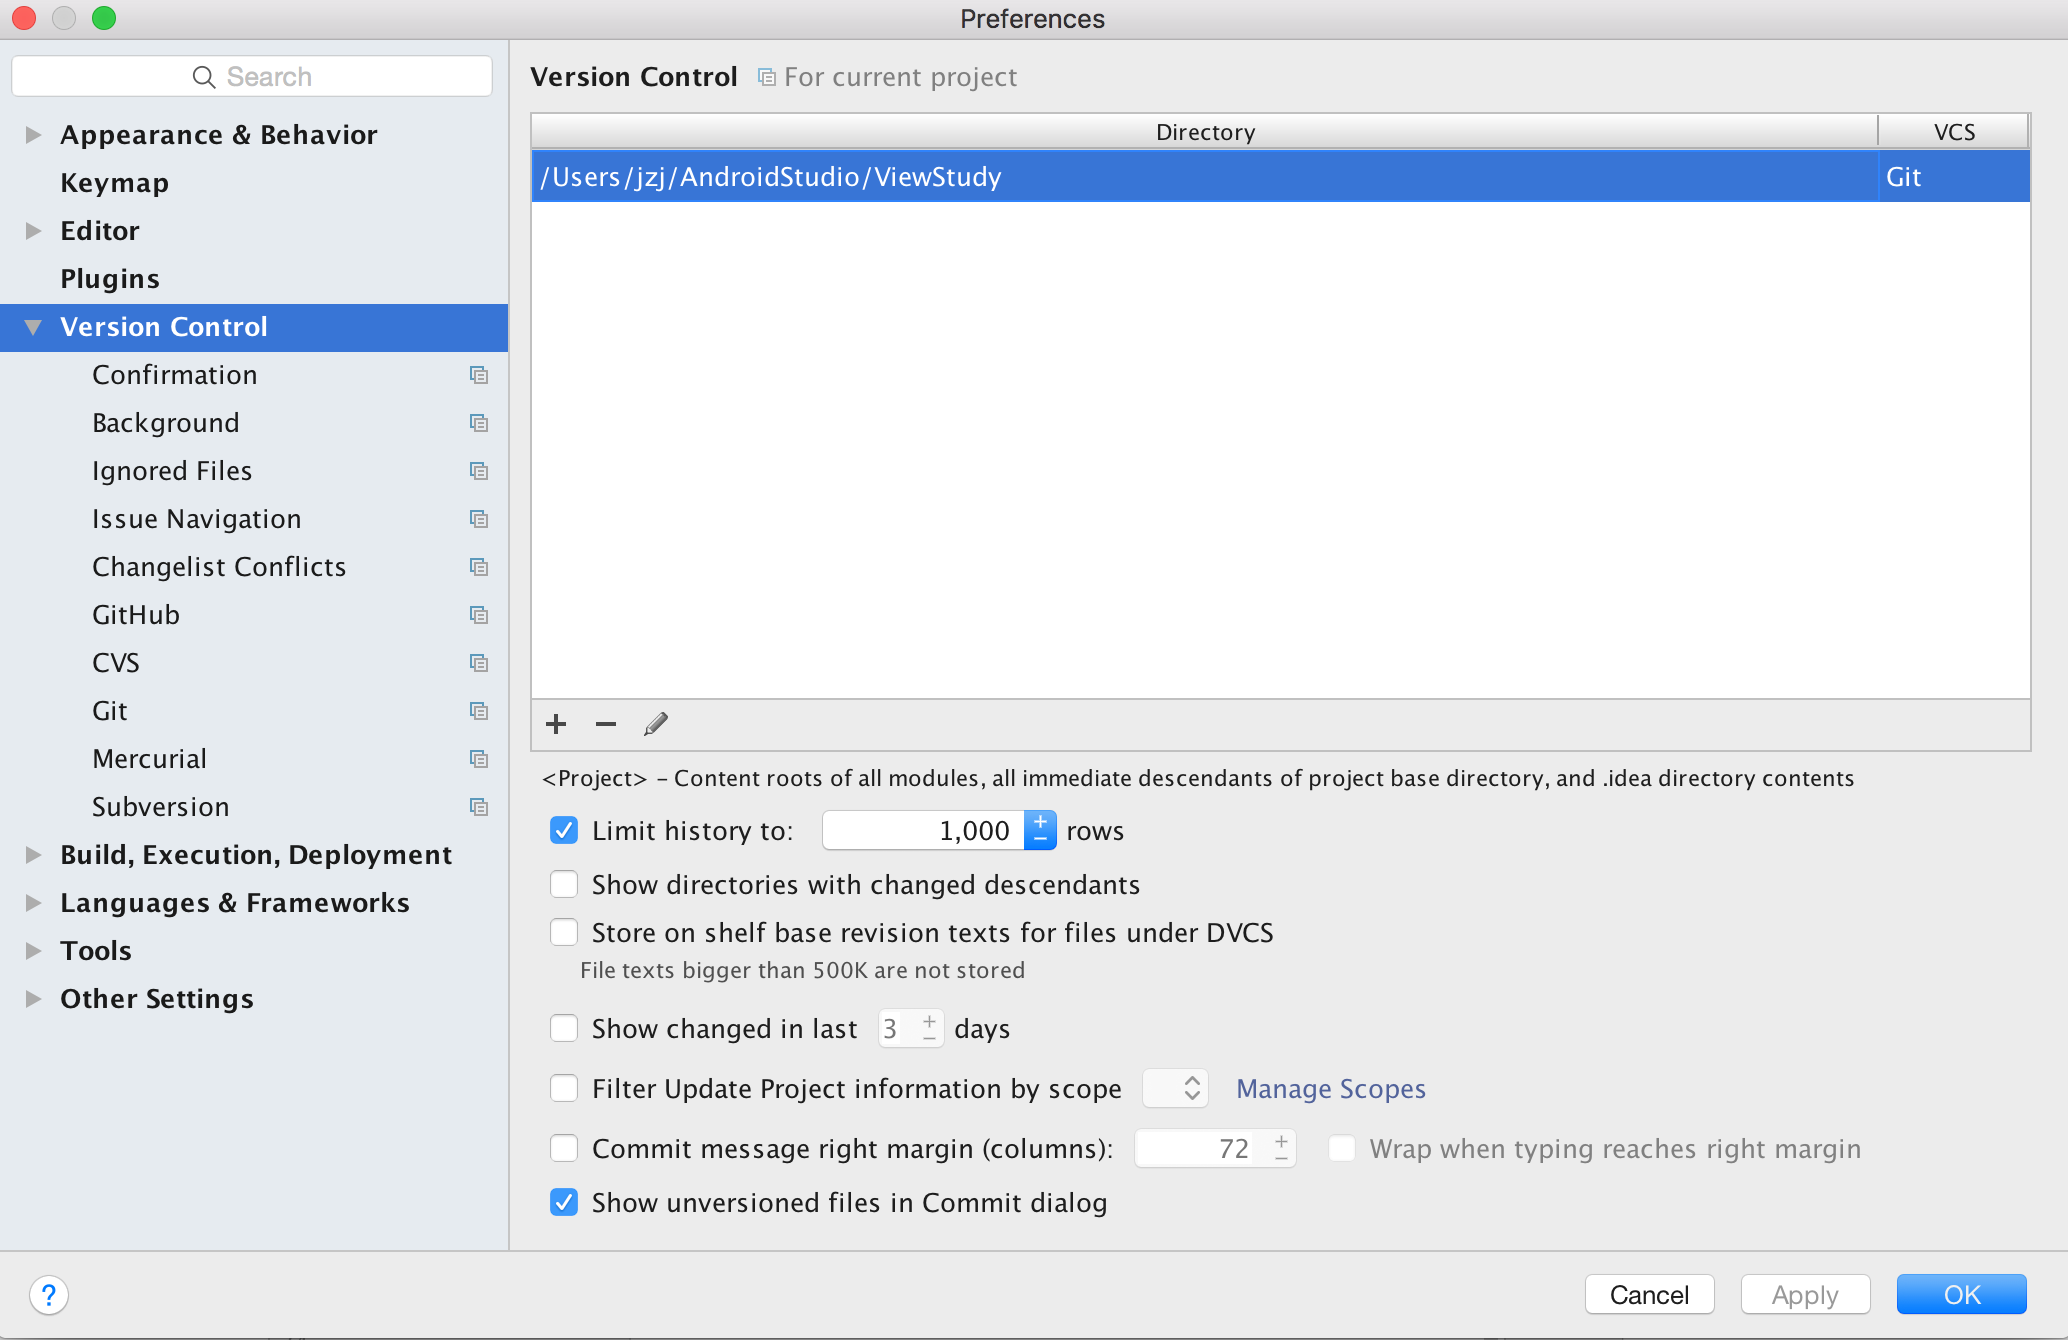 Preferences
Search
Appearance & Behavior
Keymap
Editor
Plugins
Version Control
Confirmation
Background
Ignored Files
Issue Navigation
Changelist Conflicts
GitHub
CVS
Git
Mercurial
Subversion
Build, Execution, Deployment
Languages & Frameworks
Tools
Other Settings
Version Control For current project
Directory VCS
/Users/jzj/AndroidStudio/ViewStudy Git
<Project> – Content roots of all modules, all immediate descendants of project base directory, and .idea directory contents
Limit history to: 1,000 rows
Show directories with changed descendants
Store on shelf base revision texts for files under DVCS
File texts bigger than 500K are not stored
Show changed in last 3 days
Filter Update Project information by scope Manage Scopes
Commit message right margin (columns): 72 Wrap when typing reaches right margin
Show unversioned files in Commit dialog
? Cancel Apply OK